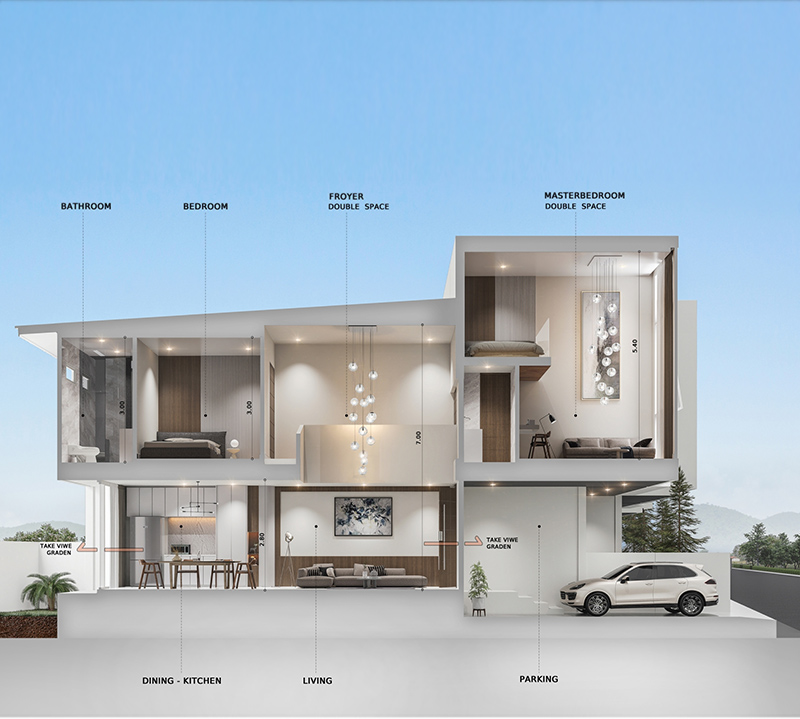 BATHROOM
BEDROOM
FROYER
DOUBLE SPACE
MASTERBEDROOM
DOUBLE SPACE
3.00
3.00
7.00
5.40
2.80
TAKE VIWE
GRADEN
TAKE VIWE
GRADEN
DINING - KITCHEN
LIVING
PARKING